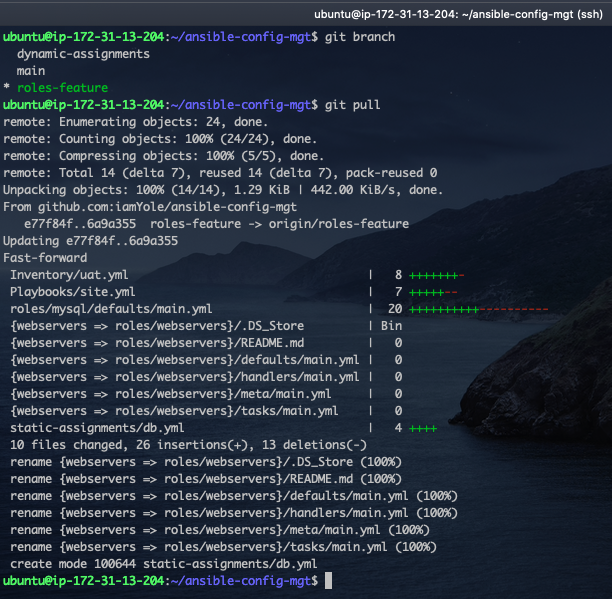 ubuntu@ip-172-31-13-204: ~/ansible-config-mgt (ssh)
ubuntu@ip-172-31-13-204:~/ansible-config-mgt$ git branch
  dynamic-assignments
  main
* roles-feature
ubuntu@ip-172-31-13-204:~/ansible-config-mgt$ git pull
remote: Enumerating objects: 24, done.
remote: Counting objects: 100% (24/24), done.
remote: Compressing objects: 100% (5/5), done.
remote: Total 14 (delta 7), reused 14 (delta 7), pack-reused 0
Unpacking objects: 100% (14/14), 1.29 KiB | 442.00 KiB/s, done.
From github.com:iamYole/ansible-config-mgt
   e77f84f..6a9a355  roles-feature -> origin/roles-feature
Updating e77f84f..6a9a355
Fast-forward
 Inventory/uat.yml                                  |   8 +++++++-
 Playbooks/site.yml                                 |   7 +++++--
 roles/mysql/defaults/main.yml                      |  20 ++++++++++----------
 {webservers => roles/webservers}/.DS_Store         | Bin
 {webservers => roles/webservers}/README.md         |   0
 {webservers => roles/webservers}/defaults/main.yml |   0
 {webservers => roles/webservers}/handlers/main.yml |   0
 {webservers => roles/webservers}/meta/main.yml     |   0
 {webservers => roles/webservers}/tasks/main.yml    |   0
 static-assignments/db.yml                          |   4 ++++
 10 files changed, 26 insertions(+), 13 deletions(-)
 rename {webservers => roles/webservers}/.DS_Store (100%)
 rename {webservers => roles/webservers}/README.md (100%)
 rename {webservers => roles/webservers}/defaults/main.yml (100%)
 rename {webservers => roles/webservers}/handlers/main.yml (100%)
 rename {webservers => roles/webservers}/meta/main.yml (100%)
 rename {webservers => roles/webservers}/tasks/main.yml (100%)
 create mode 100644 static-assignments/db.yml
ubuntu@ip-172-31-13-204:~/ansible-config-mgt$